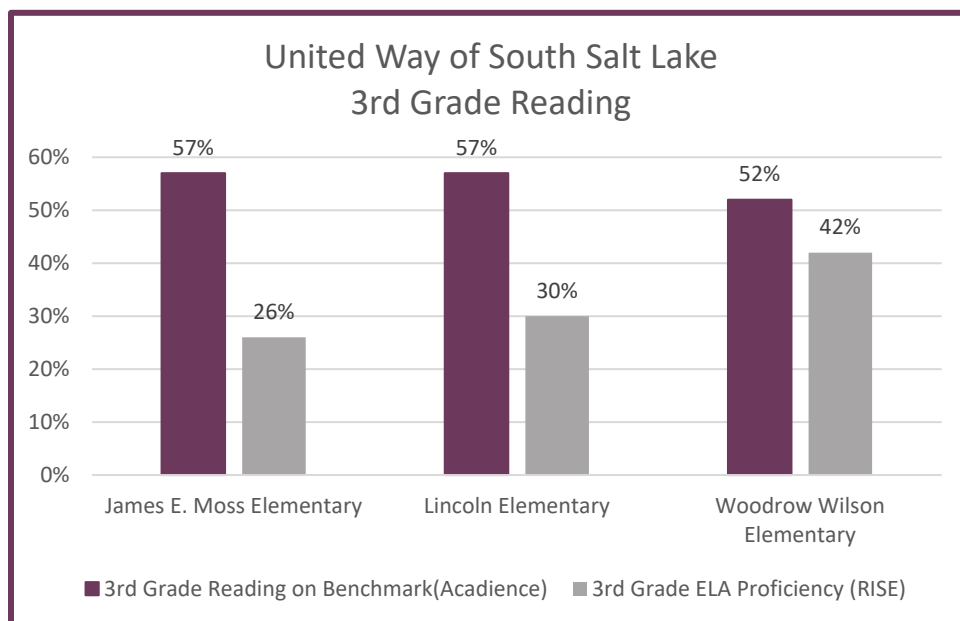 United Way of South Salt Lake
3rd Grade Reading
60%
50%
40%
30%
20%
10%
0%
57%
26%
57%
30%
52%
42%
James E. Moss Elementary
Lincoln Elementary
Woodrow Wilson
Elementary
3rd Grade Reading on Benchmark(Acadience)
3rd Grade ELA Proficiency (RISE)